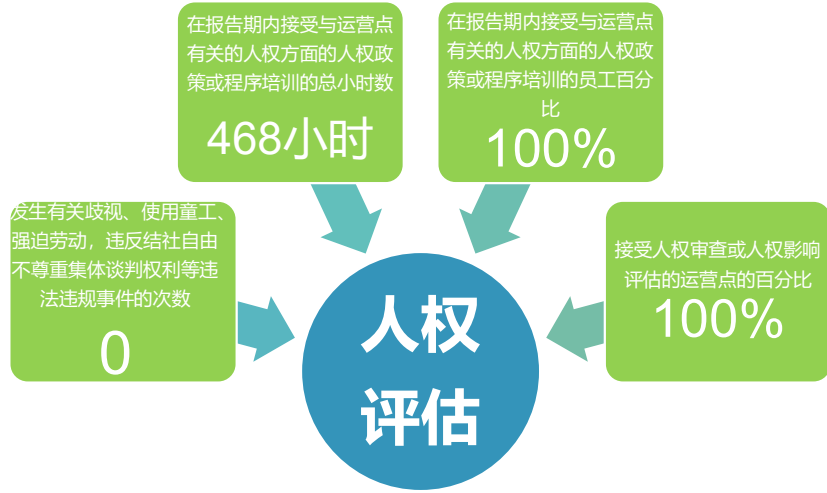 在报告期内接受与运营点
有关的人权方面的人权政
策或程序培训的总小时数
468小时
在报告期内接受与运营点
有关的人权方面的人权政
策或程序培训的员工百分
比
100%
发生有关歧视、使用童工、
强迫劳动，违反结社自由
不尊重集体谈判权利等违
法违规事件的次数
0
接受人权审查或人权影响
评估的运营点的百分比
100%
人权
评估